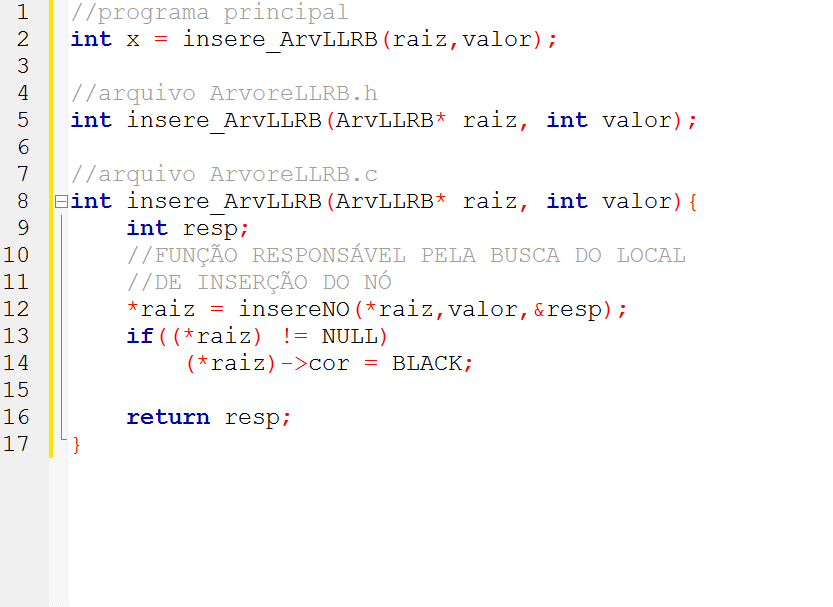 1 //programa principal
2 int x = insere_ArvLLRB(raiz,valor);
3
4 //arquivo ArvoreLLRB.h
5 int insere_ArvLLRB(ArvLLRB* raiz, int valor);
6
7 //arquivo ArvoreLLRB.c
8 int insere_ArvLLRB(ArvLLRB* raiz, int valor){
9     int resp;
10     //FUNÇÃO RESPONSÁVEL PELA BUSCA DO LOCAL
11     //DE INSERÇÃO DO NÓ
12     *raiz = insereNO(*raiz,valor,&resp);
13     if((*raiz) != NULL)
14         (*raiz)->cor = BLACK;
15
16     return resp;
17 }